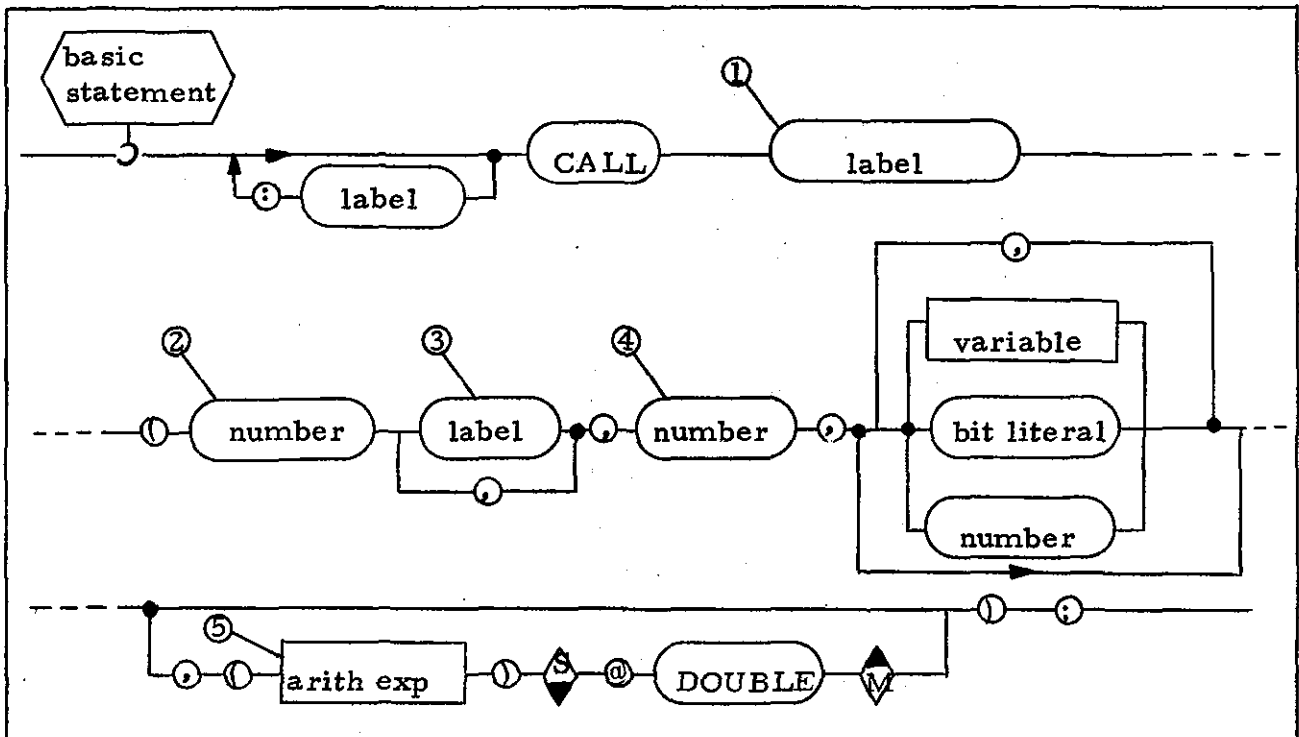 basic
statement
①
CALL
label
:
label
,
②
③
④
variable
(
number
label
,
number
,
bit literal
,
number
⑤
)
;
,
(
arith exp
)
S
@
DOUBLE
M